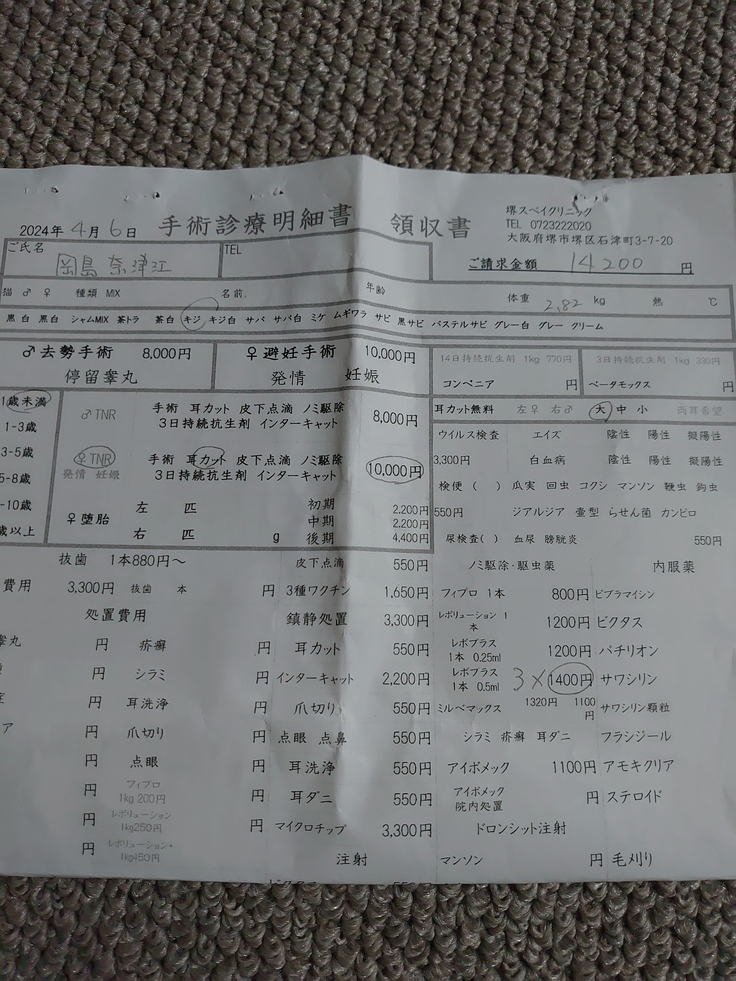 堺スペイクリニック
TEL 0723222020
大阪府堺市堺区石津町3-7-20
2024年 4月 6日 手術診療明細書 領収書
ご請求金額 14200 円
ご氏名 岡島 奈津江 TEL
猫 ♂ ♀ 種類 MIX 名前. 年齢 体重 2,82 kg 熱 ℃
黒 白 黒白 シャムMIX 茶トラ 茶白 キジ キジ白 サバ サバ白 ミケ ムギワラ サビ 黒サビ パステルサビ グレー白 グレー クリーム
♂去勢手術 8,000円 ♀避妊手術 10,000円
停留睾丸 発情 妊娠
14日持続抗生剤 1kg 770円 3日持続抗生剤 1kg 330円
コンベニア 円 ベータモックス 円
1歳未満
1-3歳
3-5歳
5-8歳
-10歳
歳以上
♂TNR 手術 耳カット 皮下点滴 ノミ駆除 8,000円
3日持続抗生剤 インターキャット
♀TNR 手術 耳カット 皮下点滴 ノミ駆除 10,000円
発情 妊娠 3日持続抗生剤 インターキャット
♀堕胎 左 匹 初期 2,200円
中期 2,200円
右 匹 g 後期 4,400円
耳カット無料 左♀ 右♂ 大 中 小 両耳希望
ウイルス検査 エイズ 陰性 陽性 擬陽性
3,300円 白血病 陰性 陽性 擬陽性
検便 ( ) 瓜実 回虫 コクシ マンソン 鞭虫 鉤虫
550円 ジアルジア 壷型 らせん菌 カンピロ
尿検査( ) 血尿 膀胱炎 550円
抜歯 1本880円～ 皮下点滴 550円 ノミ駆除・駆虫薬 内服薬
費用 3,300円 抜歯 本 円 3種ワクチン 1,650円 フィプロ 1本 800円 ビブラマイシン
処置費用 鎮静処置 3,300円 レボリューション 1本 1200円 ビクタス
睾丸 円 疥癬 円 耳カット 550円 レボプラス 1本 0.25ml 1200円 バチリオン
円 シラミ 円 インターキャット 2,200円 レボプラス 1本 0.5ml 3×1400円 サワシリン
円 耳洗浄 円 爪切り 550円 ミルベマックス 1320円 1100円 サワシリン顆粒
ア 円 爪切り 円 点眼 点鼻 550円 シラミ 疥癬 耳ダニ フラジール
円 点眼 円 耳洗浄 550円 アイボメック 1100円 アモキクリア
円 フィプロ 1kg 200円 円 耳ダニ 550円 アイボメック 院内処置 円 ステロイド
円 レボリューション 1kg250円 円 マイクロチップ 3,300円 ドロンシット注射
円 レボリューション+ 1kg450円 注射 マンソン 円 毛刈り